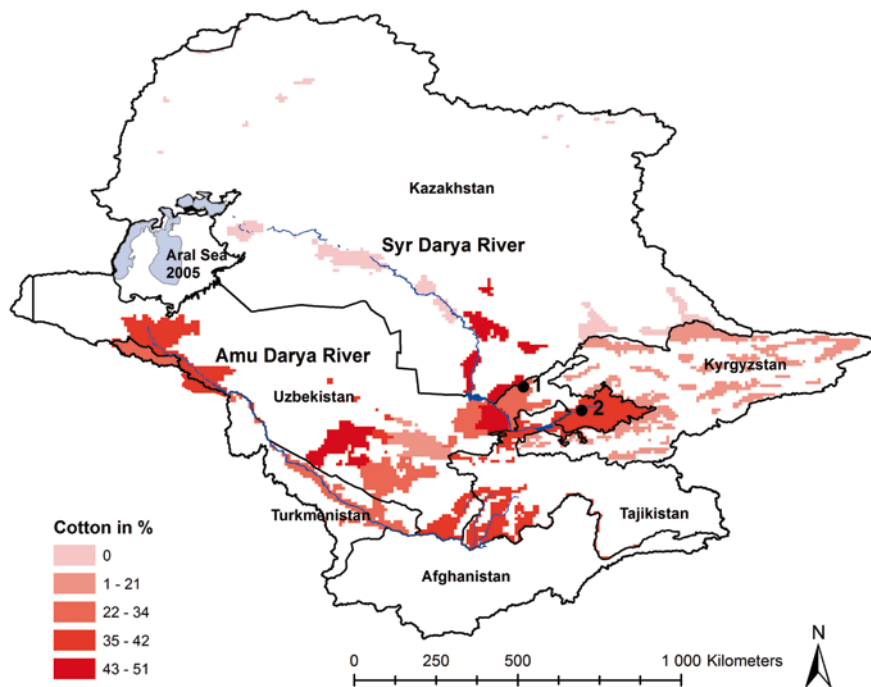 Kazakhstan
Syr Darya River
Aral Sea
2005
Amu Darya River
Uzbekistan
1
Kyrgyzstan
2
Turkmenistan
Tajikistan
Afghanistan
Cotton in %
0
1 - 21
22 - 34
35 - 42
43 - 51
N
0 250 500 1 000 Kilometers